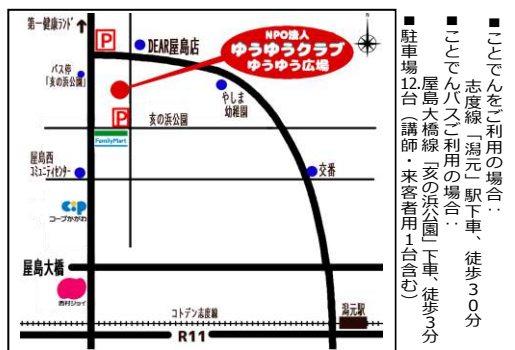 第一健康ランド
P
DEAR屋島店
NPO法人
ゆうゆうクラブ
ゆうゆう広場
バス停
「亥の浜公園」
やしま
幼稚園
P
亥の浜公園
FamilyMart
屋島西
コミュニティセンター
交番
コープかがわ
屋島大橋
西村ジョイ
コトデン志度線
潟元駅
R11
■ことでんをご利用の場合：
志度線「潟元」駅下車、徒歩30分
■ことでんバスご利用の場合：
屋島大橋線「亥の浜公園」下車、徒歩3分
■駐車場12台（講師・来客者用1台含む）